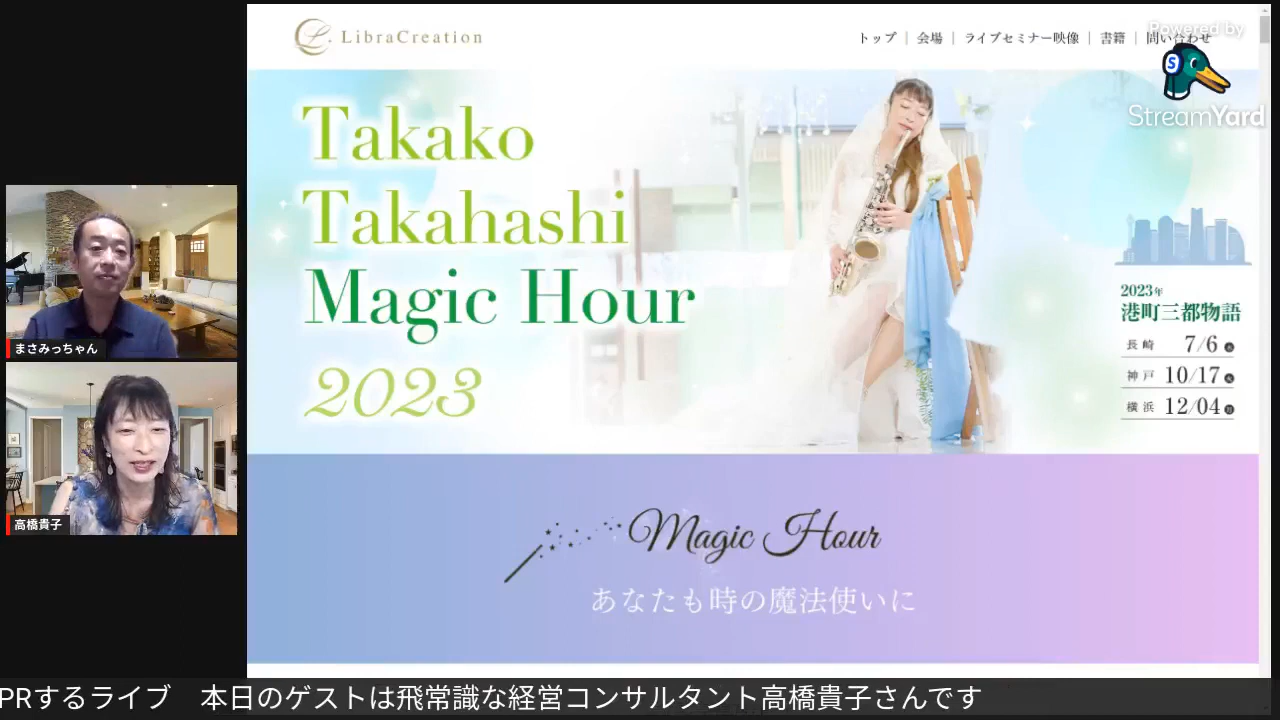 LibraCreation
トップ | 会場 | ライブセミナー映像 | 書籍 | 問い合わせ
Powered by
S
StreamYard
Takako
Takahashi
Magic Hour
2023
2023年
港町三都物語
長崎 7/6
神戸 10/17
横浜 12/04
まさみっちゃん
高橋貴子
Magic Hour
あなたも時の魔法使いに
PRするライブ 本日のゲストは飛常識な経営コンサルタント高橋貴子さんです